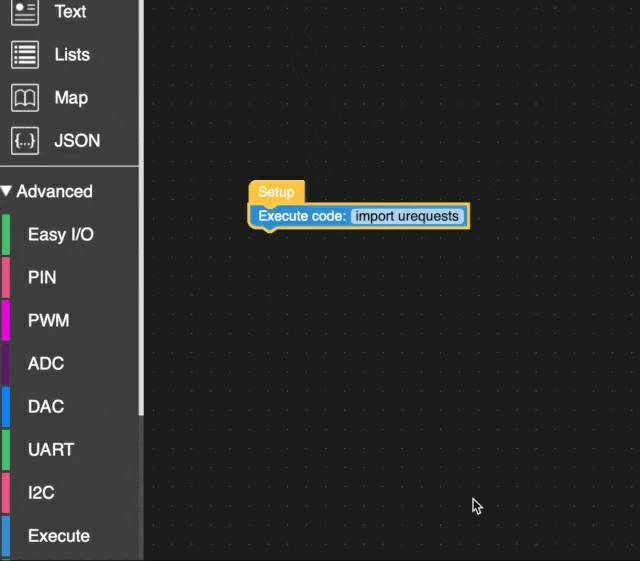 Text
Lists
Map
{...} JSON
Advanced
Easy I/O
PIN
PWM
ADC
DAC
UART
I2C
Execute
Setup
Execute code: import urequests